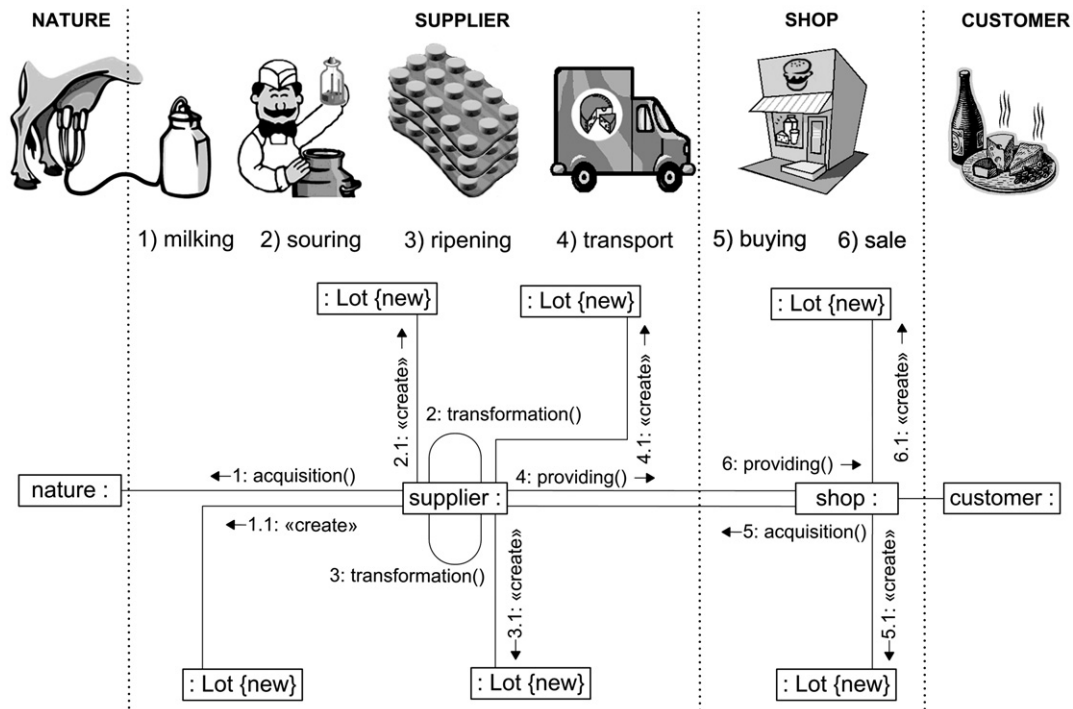 NATURE
SUPPLIER
SHOP
CUSTOMER
1) milking
2) souring
3) ripening
4) transport
5) buying
6) sale
: Lot {new}
: Lot {new}
: Lot {new}
2.1: «create»
4.1: «create»
6.1: «create»
2: transformation()
1: acquisition()
4: providing()
6: providing()
nature :
supplier :
shop :
customer :
1.1: «create»
5: acquisition()
3: transformation()
3.1: «create»
5.1: «create»
: Lot {new}
: Lot {new}
: Lot {new}